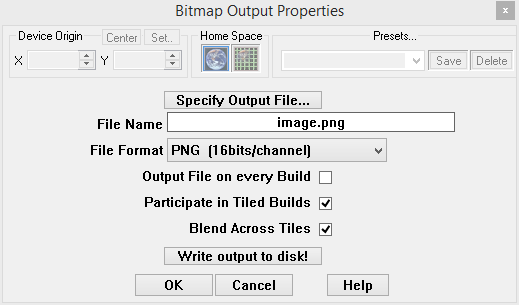 Bitmap Output Properties
x
Device Origin Center Set.. Home Space Presets...
X Y Save Delete
Specify Output File...
File Name image.png
File Format PNG (16bits/channel)
Output File on every Build
Participate in Tiled Builds
Blend Across Tiles
Write output to disk!
OK Cancel Help